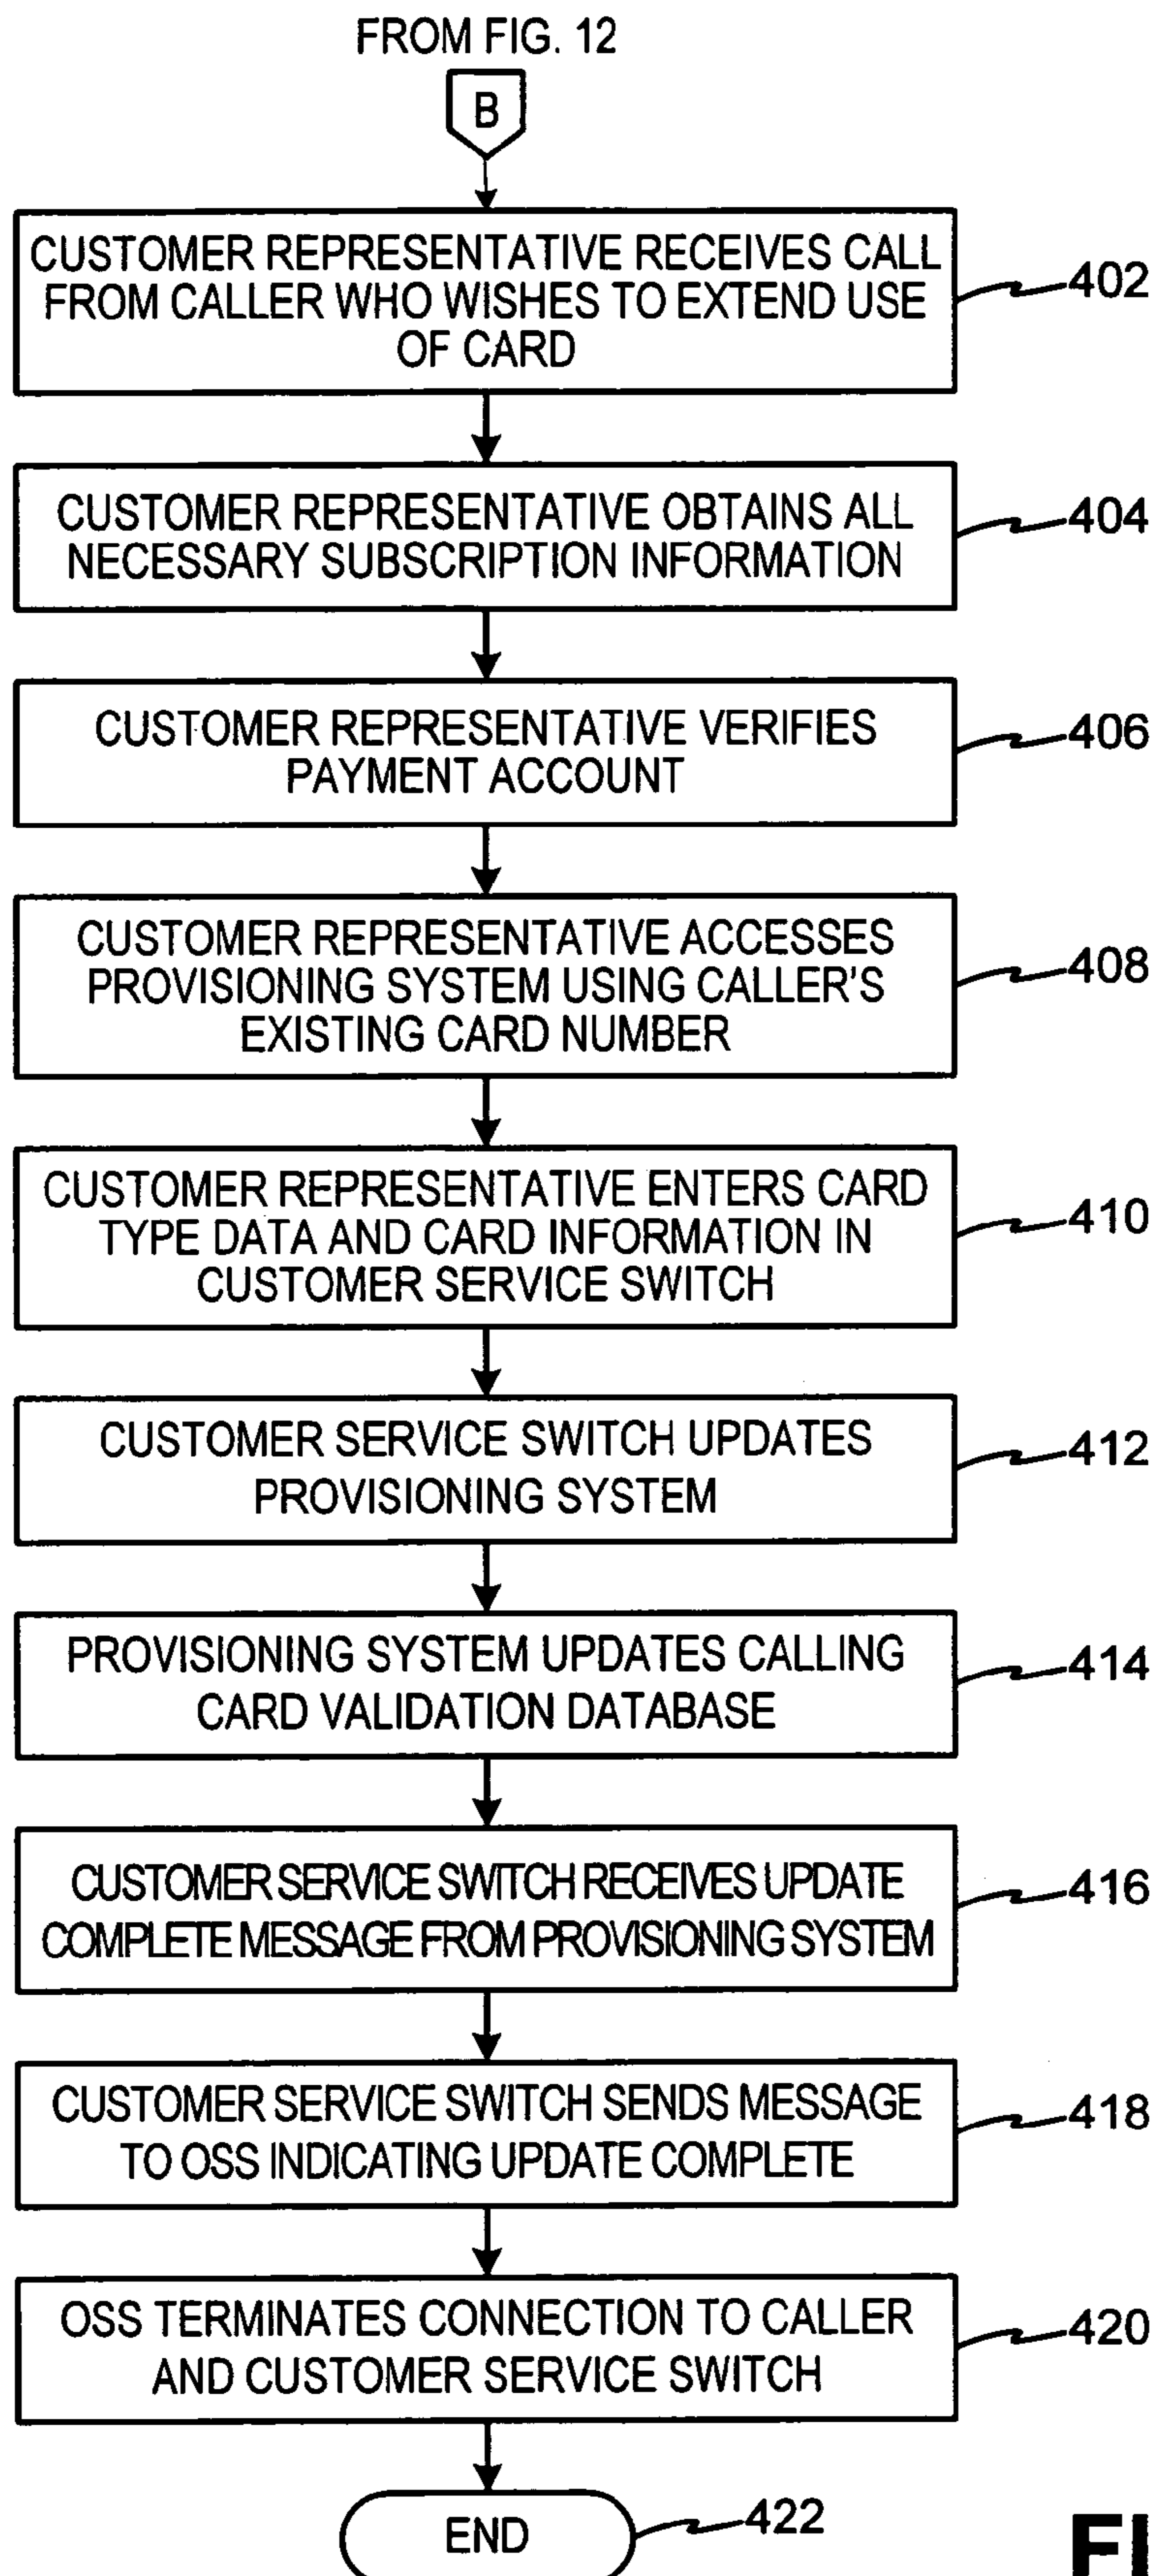 FROM FIG. 12
B
CUSTOMER REPRESENTATIVE RECEIVES CALL
FROM CALLER WHO WISHES TO EXTEND USE
OF CARD
402
CUSTOMER REPRESENTATIVE OBTAINS ALL
NECESSARY SUBSCRIPTION INFORMATION
404
CUSTOMER REPRESENTATIVE VERIFIES
PAYMENT ACCOUNT
406
CUSTOMER REPRESENTATIVE ACCESSES
PROVISIONING SYSTEM USING CALLER'S
EXISTING CARD NUMBER
408
CUSTOMER REPRESENTATIVE ENTERS CARD
TYPE DATA AND CARD INFORMATION IN
CUSTOMER SERVICE SWITCH
410
CUSTOMER SERVICE SWITCH UPDATES
PROVISIONING SYSTEM
412
PROVISIONING SYSTEM UPDATES CALLING
CARD VALIDATION DATABASE
414
CUSTOMER SERVICE SWITCH RECEIVES UPDATE
COMPLETE MESSAGE FROM PROVISIONING SYSTEM
416
CUSTOMER SERVICE SWITCH SENDS MESSAGE
TO OSS INDICATING UPDATE COMPLETE
418
OSS TERMINATES CONNECTION TO CALLER
AND CUSTOMER SERVICE SWITCH
420
END
422